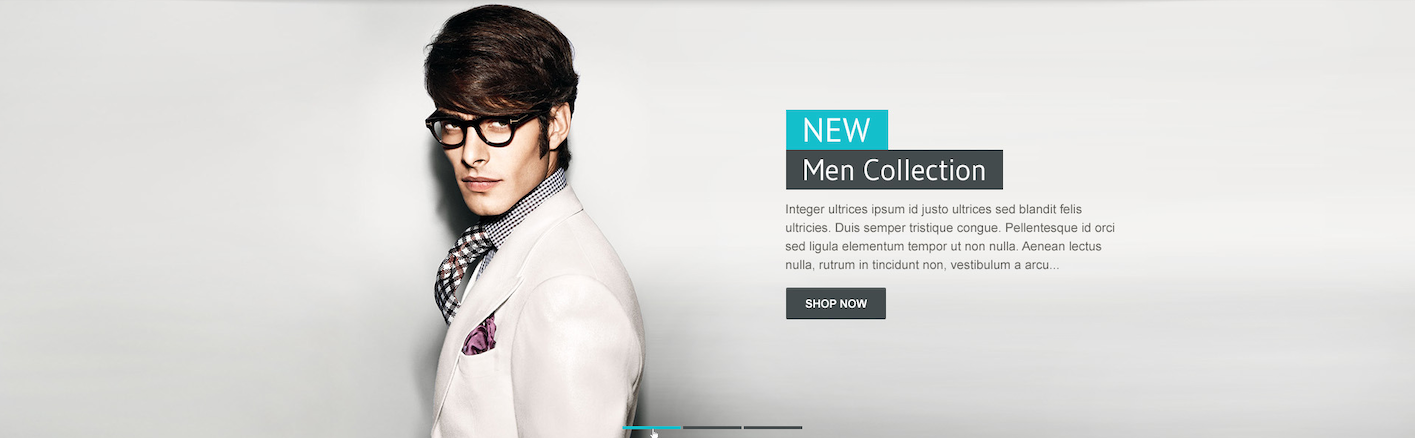 NEW
Men Collection
Integer ultrices ipsum id justo ultrices sed blandit felis
ultricies. Duis semper tristique congue. Pellentesque id orci
sed ligula elementum tempor ut non nulla. Aenean lectus
nulla, rutrum in tincidunt non, vestibulum a arcu...
SHOP NOW